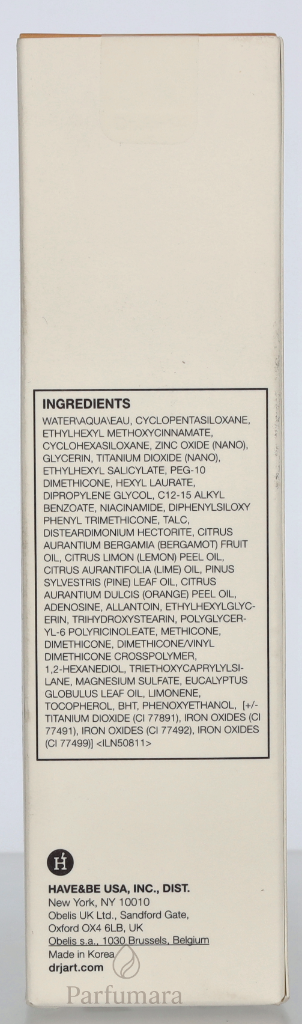 INGREDIENTS
WATER\AQUA\EAU, CYCLOPENTASILOXANE,
ETHYLHEXYL METHOXYCINNAMATE,
CYCLOHEXASILOXANE, ZINC OXIDE (NANO),
GLYCERIN, TITANIUM DIOXIDE (NANO),
ETHYLHEXYL SALICYLATE, PEG-10
DIMETHICONE, HEXYL LAURATE,
DIPROPYLENE GLYCOL, C12-15 ALKYL
BENZOATE, NIACINAMIDE, DIPHENYLSILOXY
PHENYL TRIMETHICONE, TALC,
DISTEARDIMONIUM HECTORITE, CITRUS
AURANTIUM BERGAMIA (BERGAMOT) FRUIT
OIL, CITRUS LIMON (LEMON) PEEL OIL,
CITRUS AURANTIFOLIA (LIME) OIL, PINUS
SYLVESTRIS (PINE) LEAF OIL, CITRUS
AURANTIUM DULCIS (ORANGE) PEEL OIL,
ADENOSINE, ALLANTOIN, ETHYLHEXYLGLYC-
ERIN, TRIHYDROXYSTEARIN, POLYGLYCER-
YL-6 POLYRICINOLEATE, METHICONE,
DIMETHICONE, DIMETHICONE/VINYL
DIMETHICONE CROSSPOLYMER,
1,2-HEXANEDIOL, TRIETHOXYCAPRYLYLSI-
LANE, MAGNESIUM SULFATE, EUCALYPTUS
GLOBULUS LEAF OIL, LIMONENE,
TOCOPHEROL, BHT, PHENOXYETHANOL, [+/-
TITANIUM DIOXIDE (CI 77891), IRON OXIDES (CI
77491), IRON OXIDES (CI 77492), IRON OXIDES
(CI 77499)] <ILN50811>
H
HAVE&BE USA, INC., DIST.
New York, NY 10010
Obelis UK Ltd., Sandford Gate,
Oxford OX4 6LB, UK
Obelis s.a., 1030 Brussels, Belgium
Made in Korea
drjart.com
Parfumara